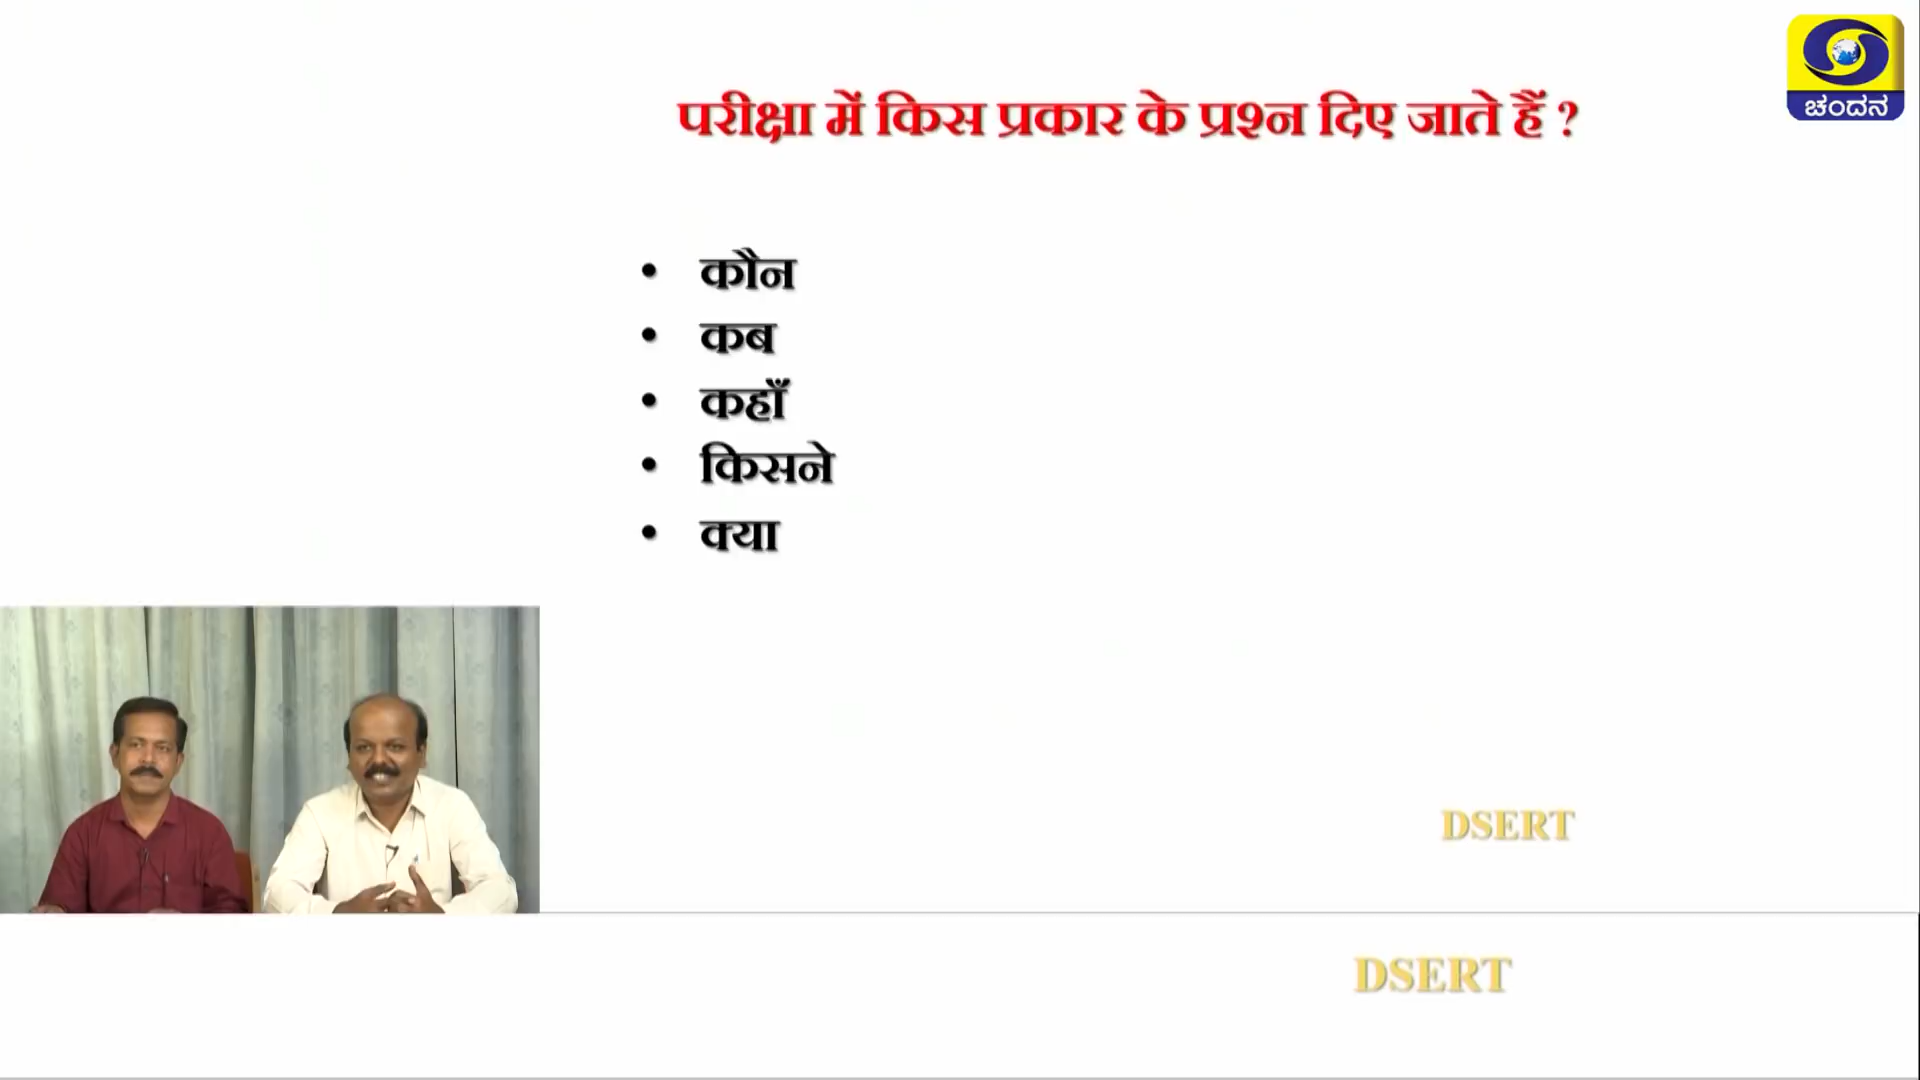 ಚಂದನ
परीक्षा में किस प्रकार के प्रश्न दिए जाते हैं ?
• कौन
• कब
• कहाँ
• किसने
• क्या
DSERT
DSERT